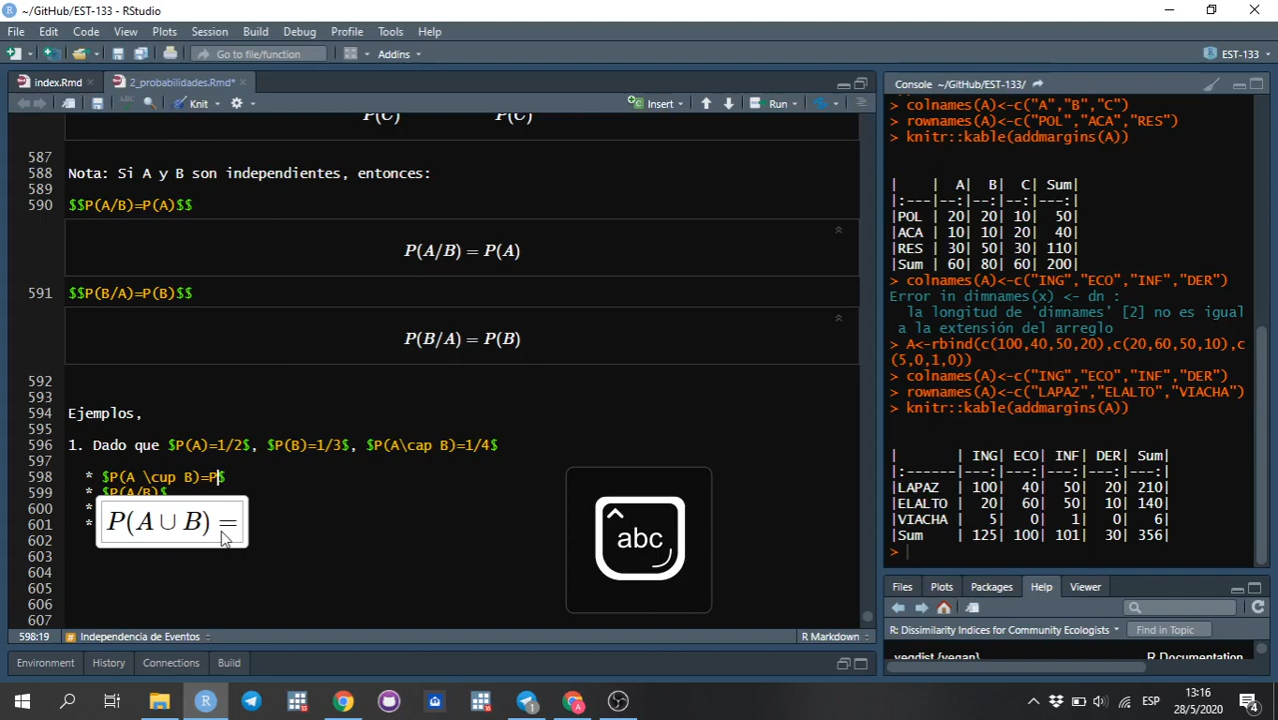 ~/GitHub/EST-133 - RStudio
File Edit Code View Plots Session Build Debug Profile Tools Help
Go to file/function Addins EST-133
index.Rmd 2_probabilidades.Rmd*
ABC Knit Insert Run
P(C) P(C)
587
588 Nota: Si A y B son independientes, entonces:
589
590 $$P(A/B)=P(A)$$
P(A/B) = P(A)
591 $$P(B/A)=P(B)$$
P(B/A) = P(B)
592
593
594 Ejemplos,
595
596 1. Dado que $P(A)=1/2$, $P(B)=1/3$, $P(A\cap B)=1/4$
597
598 * $P(A \cup B)=P$
599 * $P(A/B)$
600 *
601 *
P(A ∪ B) =
602
603
604
605
606
607
abc
598:19 Independencia de Eventos R Markdown
Environment History Connections Build
Console ~/GitHub/EST-133/
> colnames(A)<-c("A","B","C")
> rownames(A)<-c("POL","ACA","RES")
> knitr::kable(addmargins(A))
|    |  A|  B|  C| Sum|
|:---|--:|--:|--:|---:|
|POL | 20| 20| 10|  50|
|ACA | 10| 10| 20|  40|
|RES | 30| 50| 30| 110|
|Sum | 60| 80| 60| 200|
> colnames(A)<-c("ING","ECO","INF","DER")
Error in dimnames(x) <- dn :
la longitud de 'dimnames' [2] no es igual
a la extensión del arreglo
> A<-rbind(c(100,40,50,20),c(20,60,50,10),c
(5,0,1,0))
> colnames(A)<-c("ING","ECO","INF","DER")
> rownames(A)<-c("LAPAZ","ELALTO","VIACHA")
> knitr::kable(addmargins(A))
|       | ING| ECO| INF| DER| Sum|
|:------|---:|---:|---:|---:|---:|
|LAPAZ  | 100|  40|  50|  20| 210|
|ELALTO |  20|  60|  50|  10| 140|
|VIACHA |   5|   0|   1|   0|   6|
|Sum    | 125| 100| 101|  30| 356|
>
Files Plots Packages Help Viewer
R: Dissimilarity Indices for Community Ecologists Find in Topic
vegdist {vegan} R Documentation
ESP 13:16
28/5/2020 4